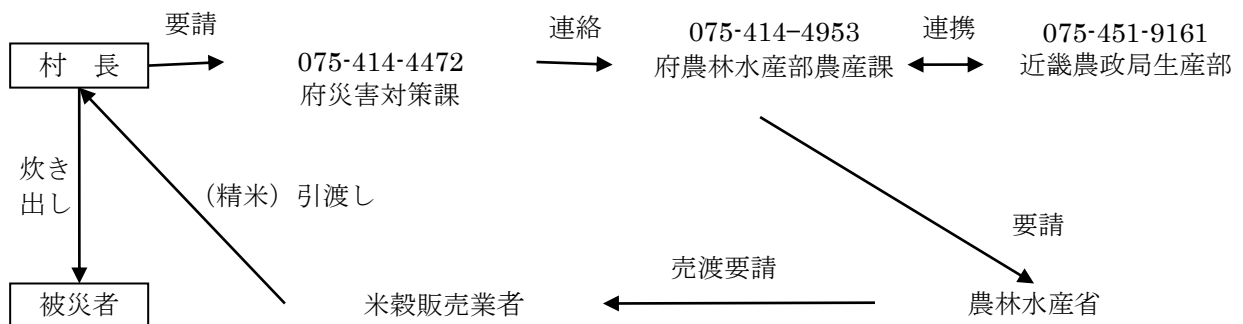 要請
連絡
連携
村　長
075-414-4472
府災害対策課
075-414−4953
府農林水産部農産課
075-451-9161
近畿農政局生産部
炊き
出し
（精米）引渡し
要請
売渡要請
被災者
米穀販売業者
農林水産省